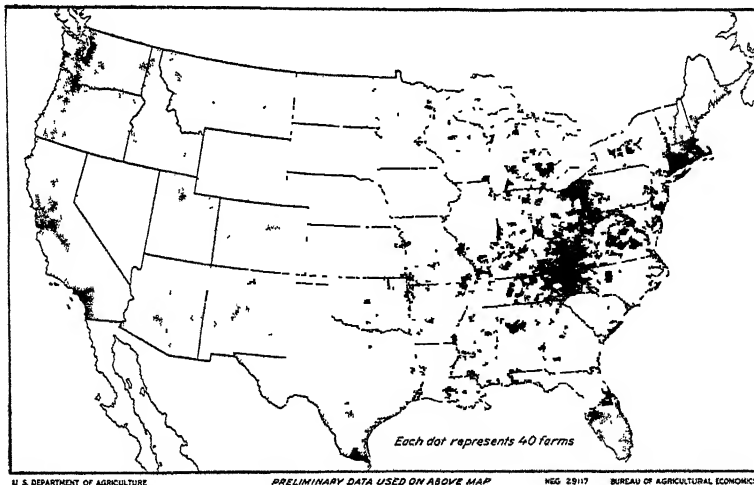 Each dot represents 40 farms
U. S. DEPARTMENT OF AGRICULTURE PRELIMINARY DATA USED ON ABOVE MAP NEG. 29117 BUREAU OF AGRICULTURAL ECONOMICS